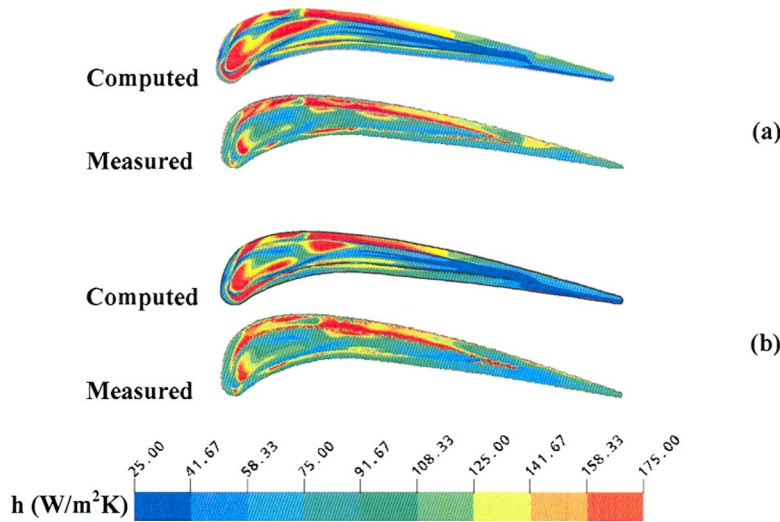 Computed
(a)
Measured
Computed
(b)
Measured
25.00 41.67 58.33 75.00 91.67 108.33 125.00 141.67 158.33 175.00
h (W/m²K)